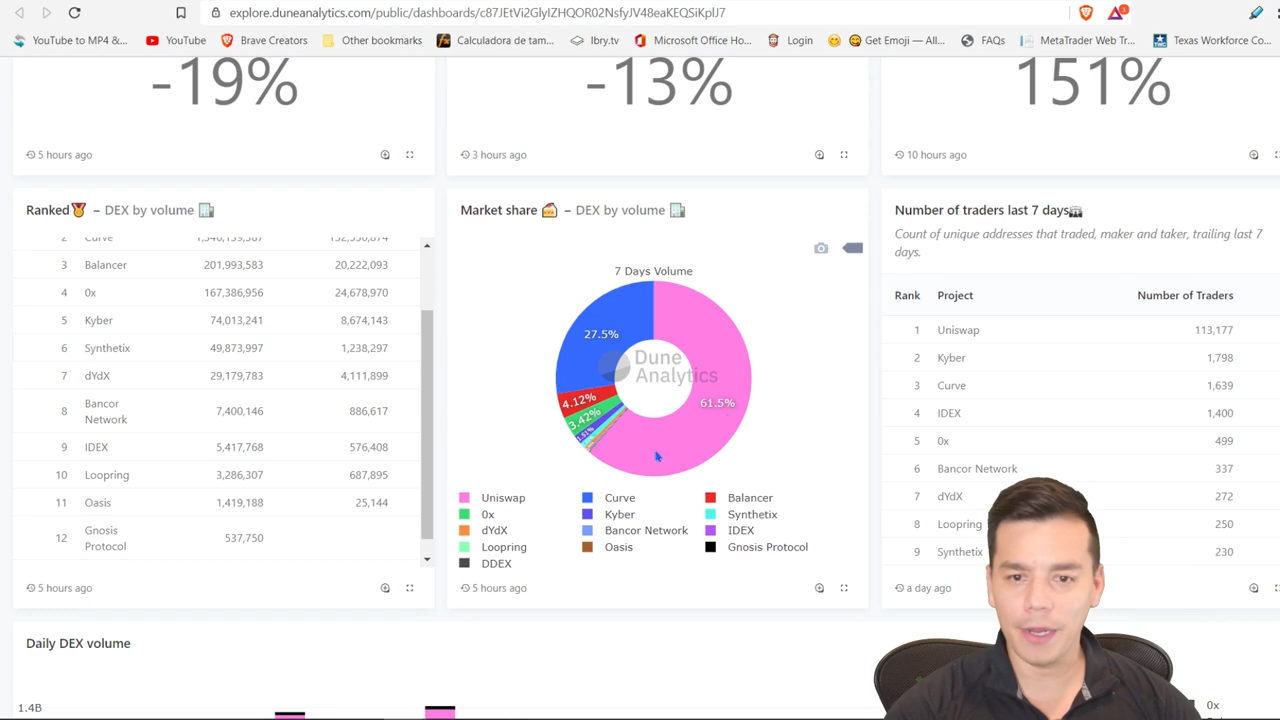 explore.duneanalytics.com/public/dashboards/c87JEtVi2GlyIZHQOR02NsfyJV48eaKEQSiKplJ7
YouTube to MP4 &... YouTube Brave Creators Other bookmarks Calculadora de tam... lbry.tv Microsoft Office Ho... Login Get Emoji — All... FAQs MetaTrader Web Tr... Texas Workforce Co...
-19% -13% 151%
5 hours ago 3 hours ago 10 hours ago
Ranked🏅 – DEX by volume 🏢
2 Curve
3 Balancer 201,993,583 20,222,093
4 0x 167,386,956 24,678,970
5 Kyber 74,013,241 8,674,143
6 Synthetix 49,873,997 1,238,297
7 dYdX 29,179,783 4,111,899
8 Bancor Network 7,400,146 886,617
9 IDEX 5,417,768 576,408
10 Loopring 3,286,307 687,895
11 Oasis 1,419,188 25,144
12 Gnosis Protocol 537,750
5 hours ago
Market share 🍰 – DEX by volume 🏢
7 Days Volume
27.5%
Dune
Analytics
61.5%
4.12%
3.42%
Uniswap Curve Balancer
0x Kyber Synthetix
dYdX Bancor Network IDEX
Loopring Oasis Gnosis Protocol
DDEX
5 hours ago
Number of traders last 7 days
Count of unique addresses that traded, maker and taker, trailing last 7
days.
Rank Project Number of Traders
1 Uniswap 113,177
2 Kyber 1,798
3 Curve 1,639
4 IDEX 1,400
5 0x 499
6 Bancor Network 337
7 dYdX 272
8 Loopring 250
9 Synthetix 230
a day ago
Daily DEX volume
1.4B
0x